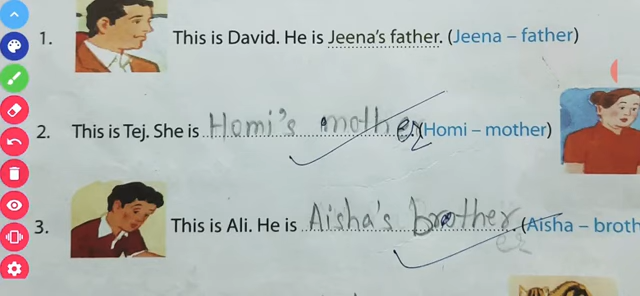 1. This is David. He is Jeena's father. (Jeena – father)
2. This is Tej. She is Homi's mother. (Homi – mother)
3. This is Ali. He is Aisha's brother. (Aisha – broth